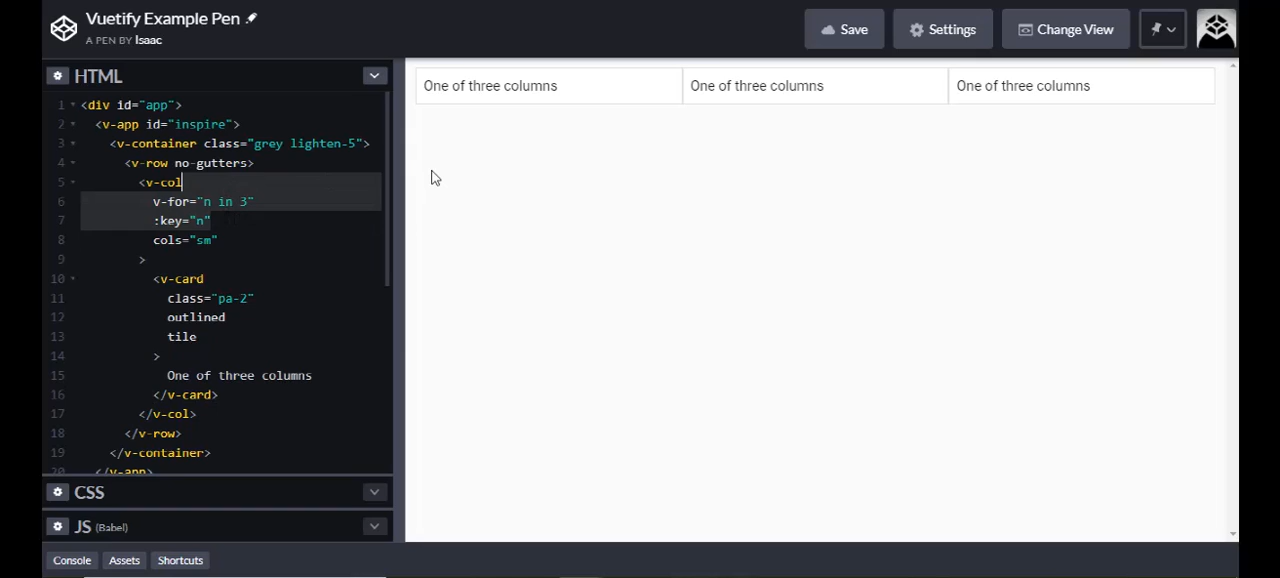 Vuetify Example Pen
A PEN BY Isaac
Save
Settings
Change View
HTML
1 <div id="app">
2 <v-app id="inspire">
3 <v-container class="grey lighten-5">
4 <v-row no-gutters>
5 <v-col
6 v-for="n in 3"
7 :key="n"
8 cols="sm"
9 >
10 <v-card
11 class="pa-2"
12 outlined
13 tile
14 >
15 One of three columns
16 </v-card>
17 </v-col>
18 </v-row>
19 </v-container>
20 </v-app>
CSS
JS (Babel)
Console
Assets
Shortcuts
One of three columns
One of three columns
One of three columns